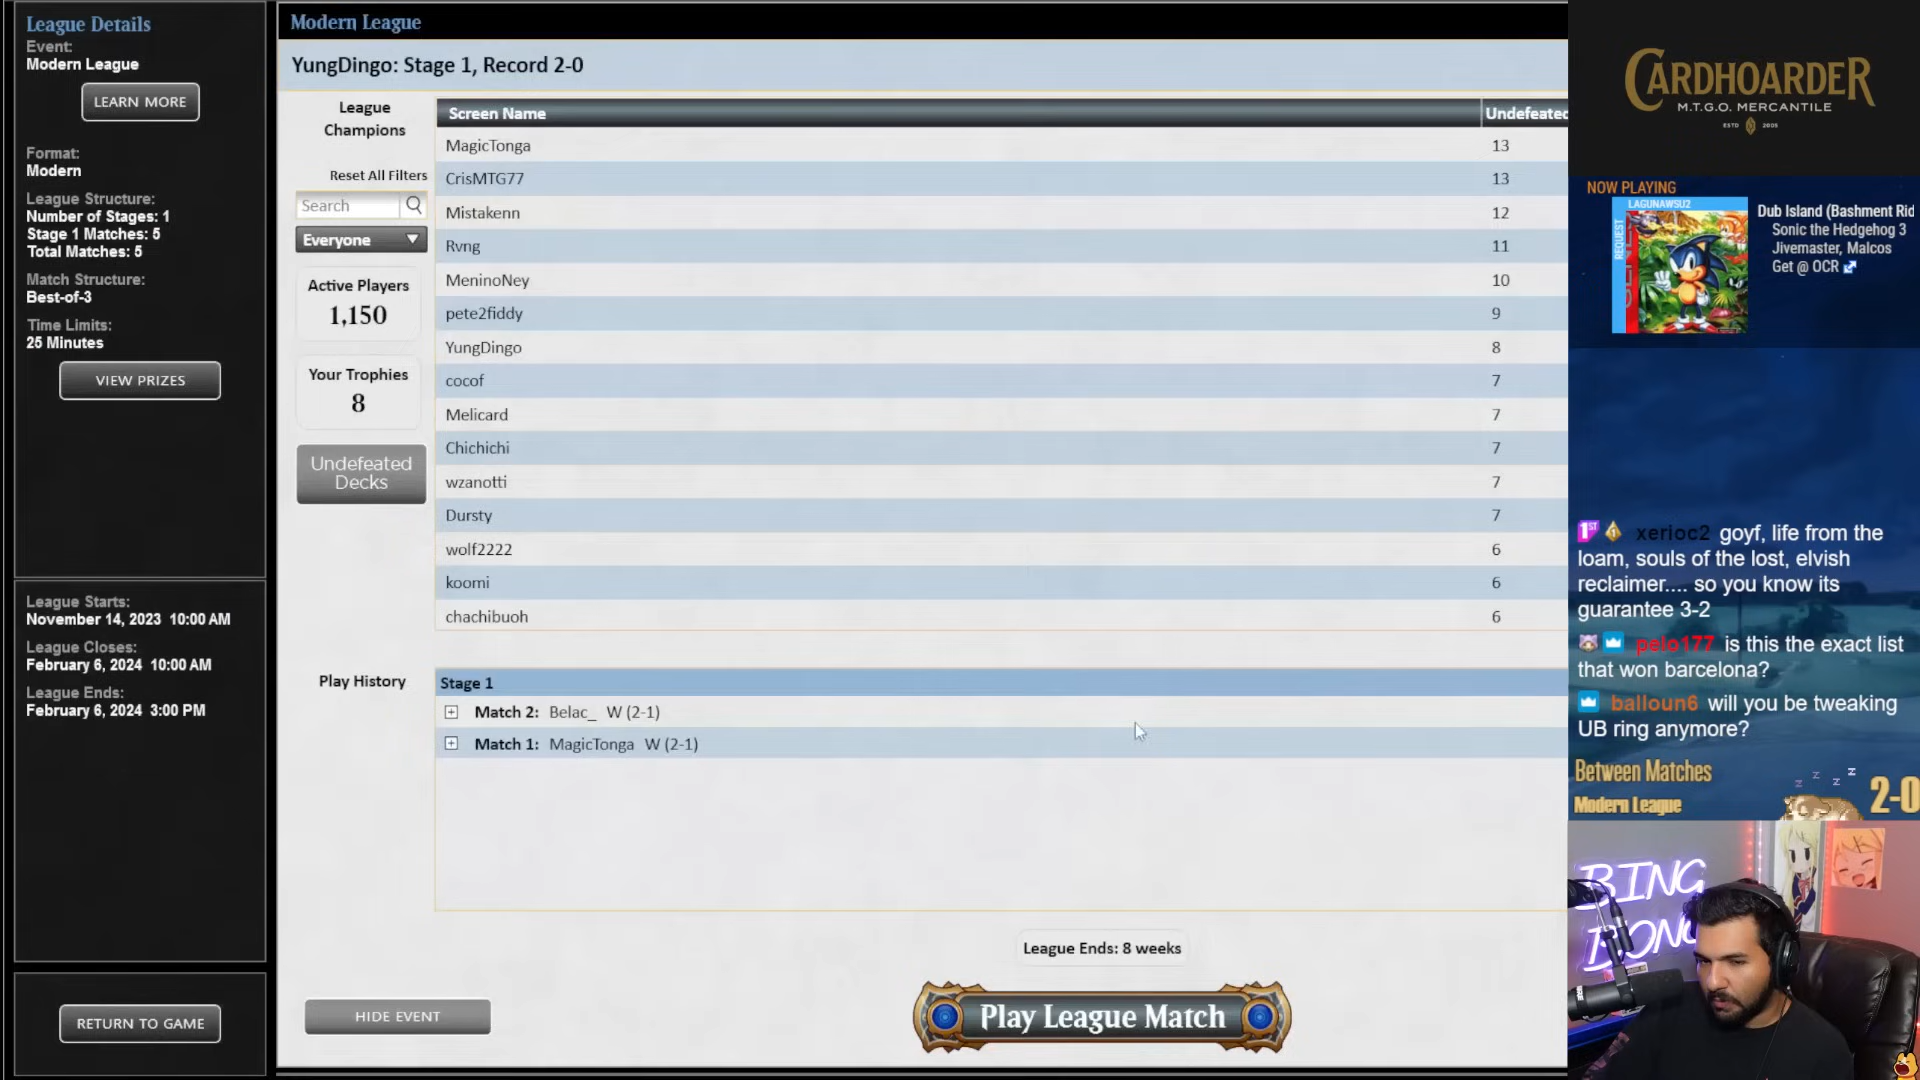 League Details
Event:
Modern League
LEARN MORE
Format:
Modern
League Structure:
Number of Stages: 1
Stage 1 Matches: 5
Total Matches: 5
Match Structure:
Best-of-3
Time Limits:
25 Minutes
VIEW PRIZES
League Starts:
November 14, 2023 10:00 AM
League Closes:
February 6, 2024 10:00 AM
League Ends:
February 6, 2024 3:00 PM
RETURN TO GAME
Modern League
YungDingo: Stage 1, Record 2-0
League
Champions
Reset All Filters
Search
Everyone
Active Players
1,150
Your Trophies
8
Undefeated
Decks
Screen Name Undefeated
MagicTonga 13
CrisMTG77 13
Mistakenn 12
Rvng 11
MeninoNey 10
pete2fiddy 9
YungDingo 8
cocof 7
Melicard 7
Chichichi 7
wzanotti 7
Dursty 7
wolf2222 6
koomi 6
chachibuoh 6
Play History
Stage 1
Match 2: Belac_ W (2-1)
Match 1: MagicTonga W (2-1)
League Ends: 8 weeks
HIDE EVENT
Play League Match
CARDHOARDER
M.T.G.O. MERCANTILE
ESTD 2005
NOW PLAYING
LAGUNAWSU2
REQUEST
Dub Island (Bashment Rid
Sonic the Hedgehog 3
Jivemaster, Malcos
Get @ OCR
1ST xerioc2 goyf, life from the
loam, souls of the lost, elvish
reclaimer.... so you know its
guarantee 3-2
pelo177 is this the exact list
that won barcelona?
balloun6 will you be tweaking
UB ring anymore?
Between Matches
Modern League
z z z z
2-0
BING
BONG